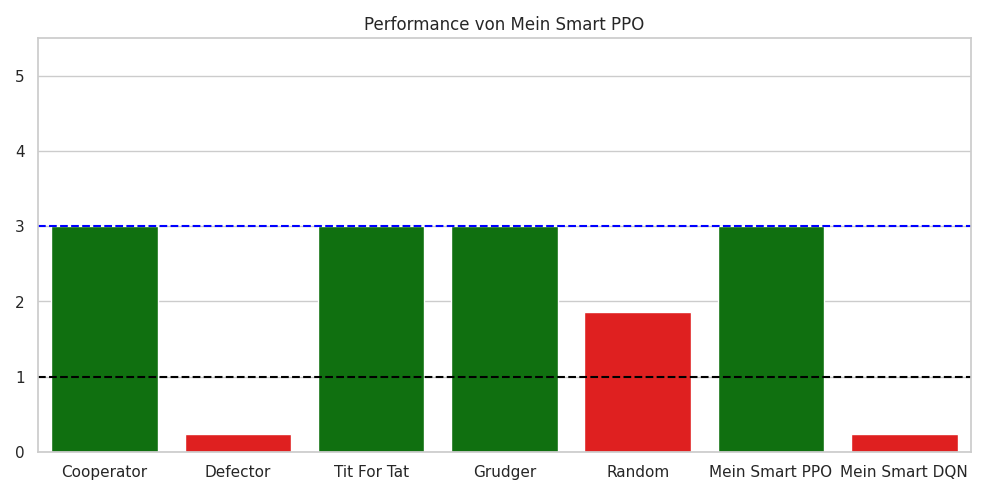 Performance von Mein Smart PPO
5
4
3
2
1
0
Cooperator
Defector
Tit For Tat
Grudger
Random
Mein Smart PPO
Mein Smart DQN